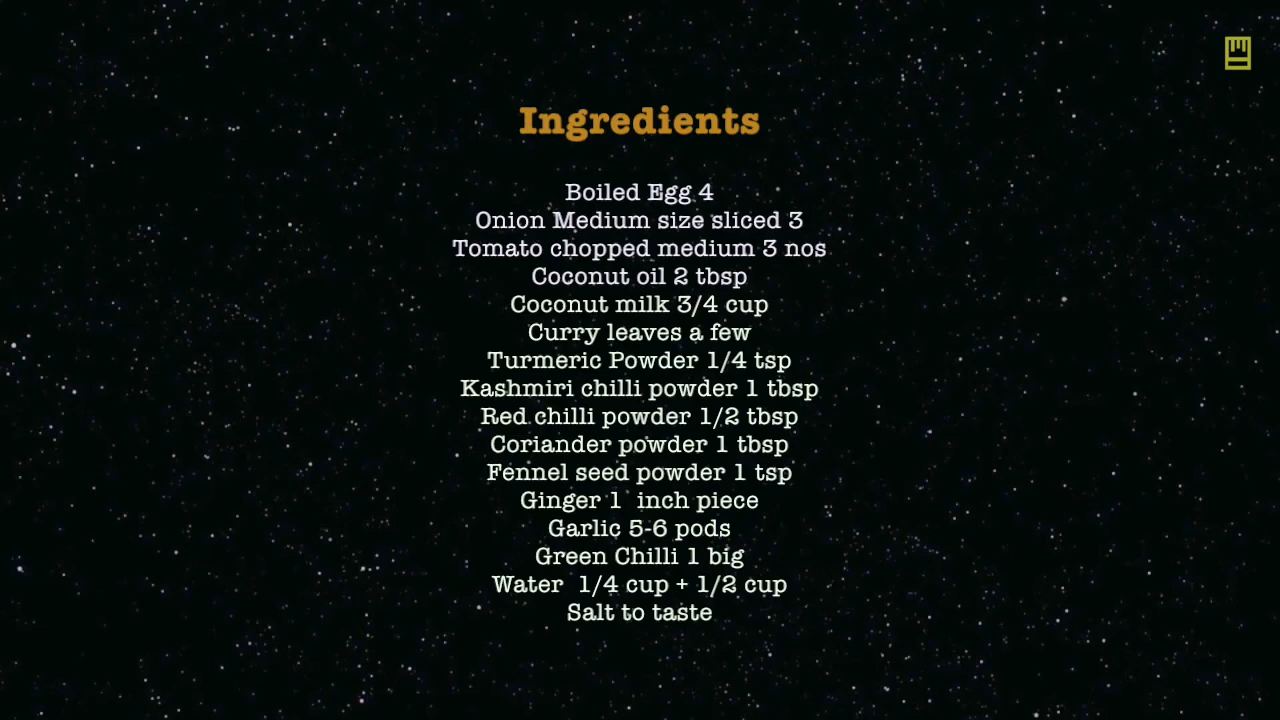 Ingredients
Boiled Egg 4
Onion Medium size sliced 3
Tomato chopped medium 3 nos
Coconut oil 2 tbsp
Coconut milk 3/4 cup
Curry leaves a few
Turmeric Powder 1/4 tsp
Kashmiri chilli powder 1 tbsp
Red chilli powder 1/2 tbsp
Coriander powder 1 tbsp
Fennel seed powder 1 tsp
Ginger 1  inch piece
Garlic 5-6 pods
Green Chilli 1 big
Water  1/4 cup + 1/2 cup
Salt to taste